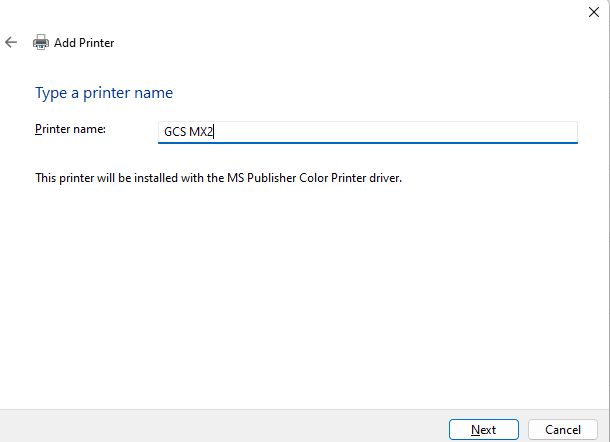 Add Printer
Type a printer name
Printer name:
GCS MX2
This printer will be installed with the MS Publisher Color Printer driver.
Next
Cancel